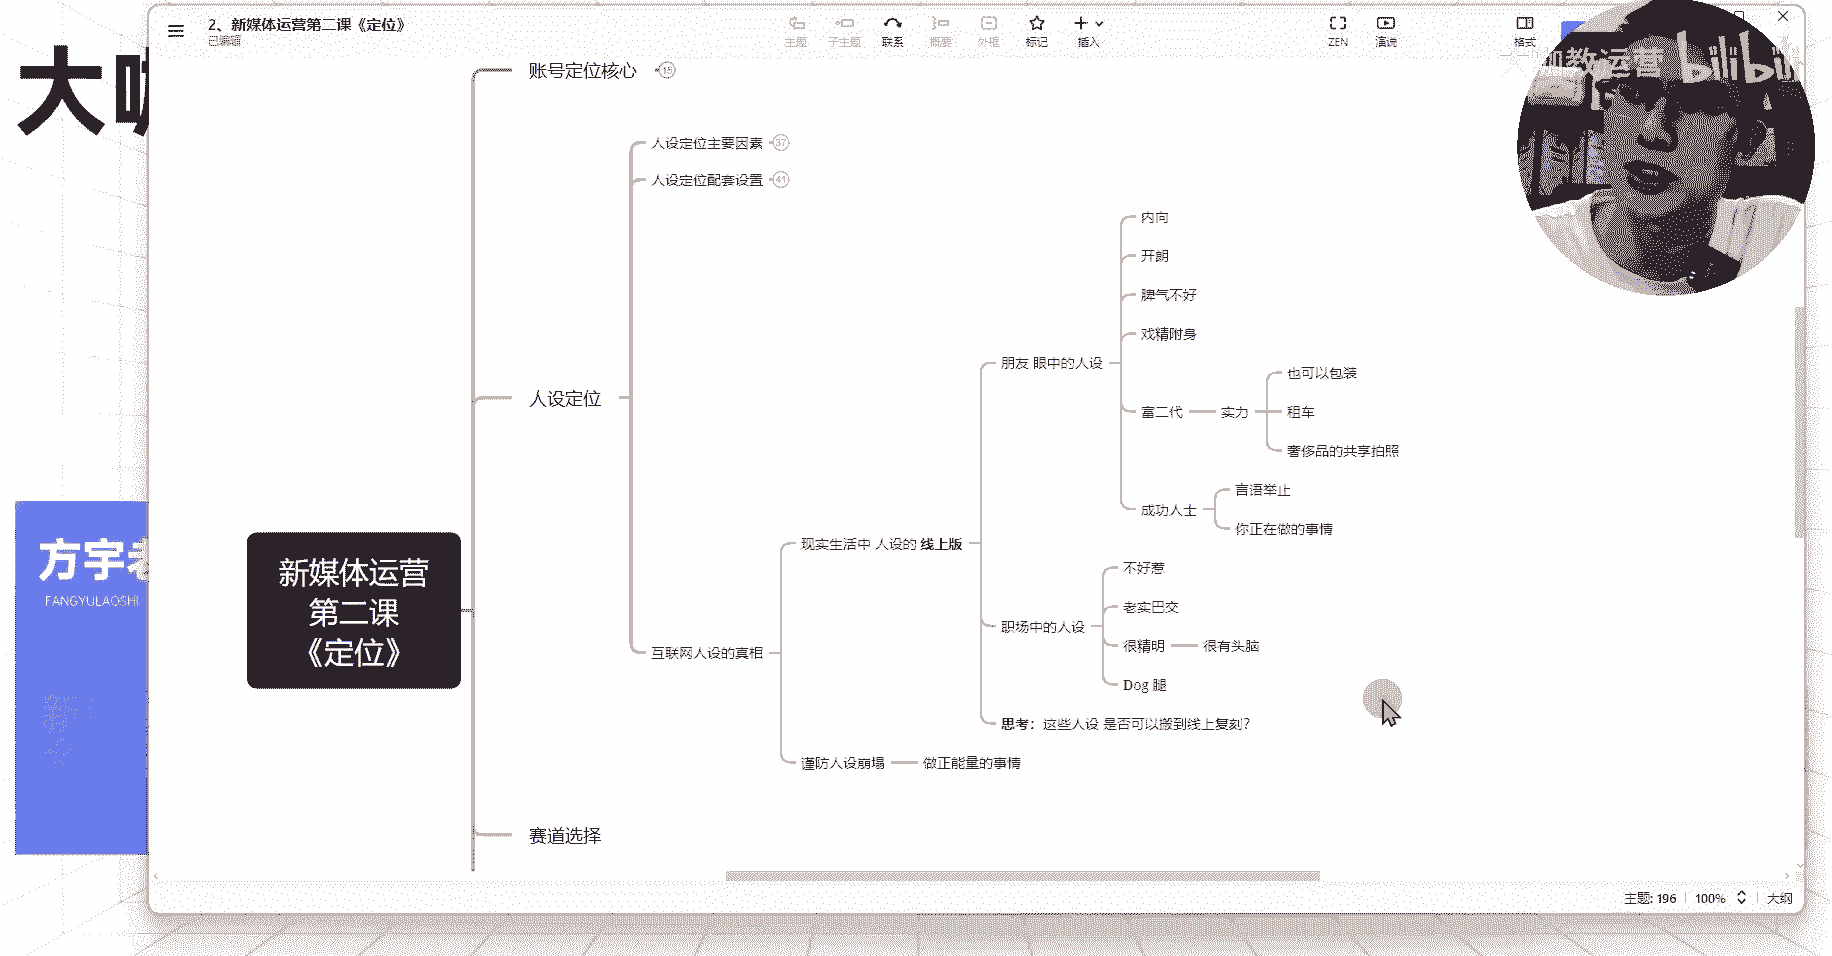 2、新媒体运营第二课《定位》
已编辑
主题
子主题
联系
概要
外框
标记
插入
ZEN
演说
格式
教运营 bilibili
大
方宇
FANGYULAOSHI
新媒体运营
第二课
《定位》
账号定位核心 15
人设定位
人设定位主要因素 37
人设定位配套设置 41
互联网人设的真相
现实生活中 人设的 线上版
朋友 眼中的人设
内向
开朗
脾气不好
戏精附身
富二代
实力
也可以包装
租车
奢侈品的共享拍照
成功人士
言语举止
你正在做的事情
职场中的人设
不好惹
老实巴交
很精明
很有头脑
Dog 腿
思考：这些人设 是否可以搬到线上复刻？
谨防人设崩塌
做正能量的事情
赛道选择
主题: 196
100%
大纲